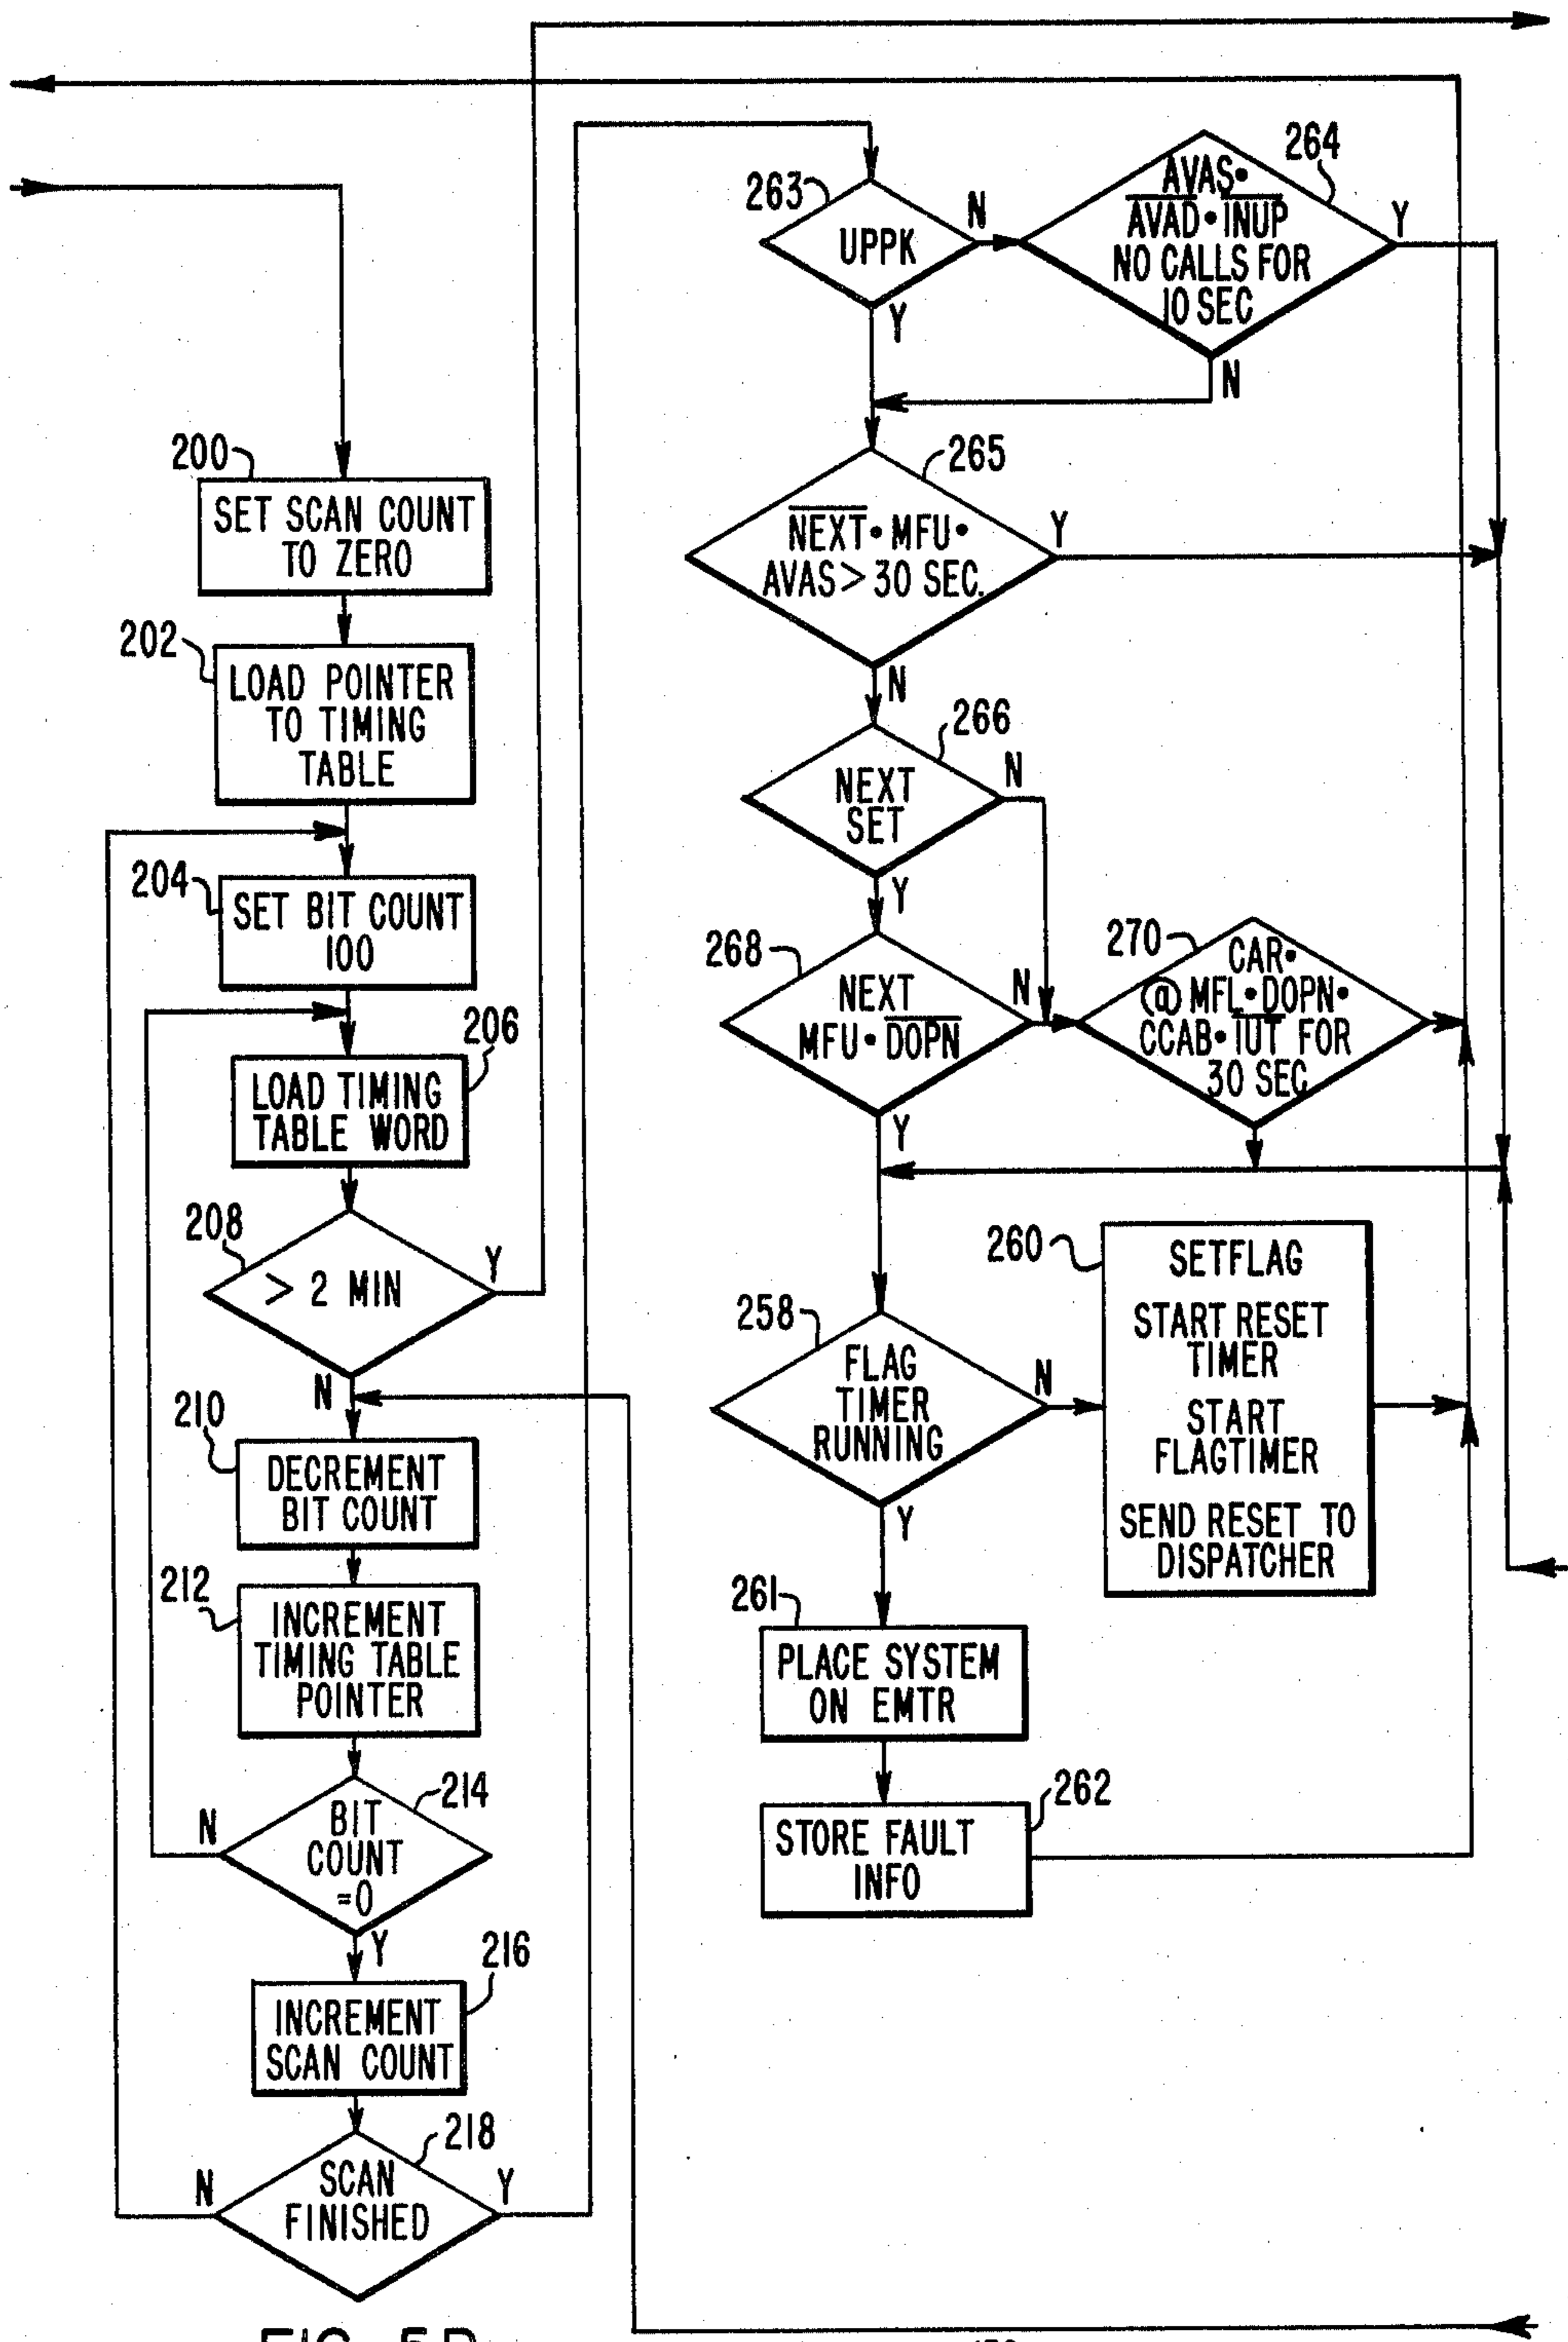 200
SET SCAN COUNT
TO ZERO
202
LOAD POINTER
TO TIMING
TABLE
204
SET BIT COUNT
100
206
LOAD TIMING
TABLE WORD
208
> 2 MIN
Y
N
210
DECREMENT
BIT COUNT
212
INCREMENT
TIMING TABLE
POINTER
214
BIT
COUNT
=0
N
Y
216
INCREMENT
SCAN COUNT
218
SCAN
FINISHED
N
Y
263
UPPK
N
Y
264
AVAS•
A̅V̅A̅D̅•I̅N̅U̅P̅
NO CALLS FOR
10 SEC
Y
N
265
N̅E̅X̅T̅•MFU•
AVAS>30 SEC.
Y
N
266
NEXT
SET
N
Y
268
NEXT
MFU•D̅O̅P̅N̅
N
Y
270
CAR•
@MFL•DOPN•
CCAB•I̅U̅T̅ FOR
30 SEC
258
FLAG
TIMER
RUNNING
N
Y
260
SETFLAG
START RESET
TIMER
START
FLAGTIMER
SEND RESET TO
DISPATCHER
261
PLACE SYSTEM
ON EMTR
262
STORE FAULT
INFO